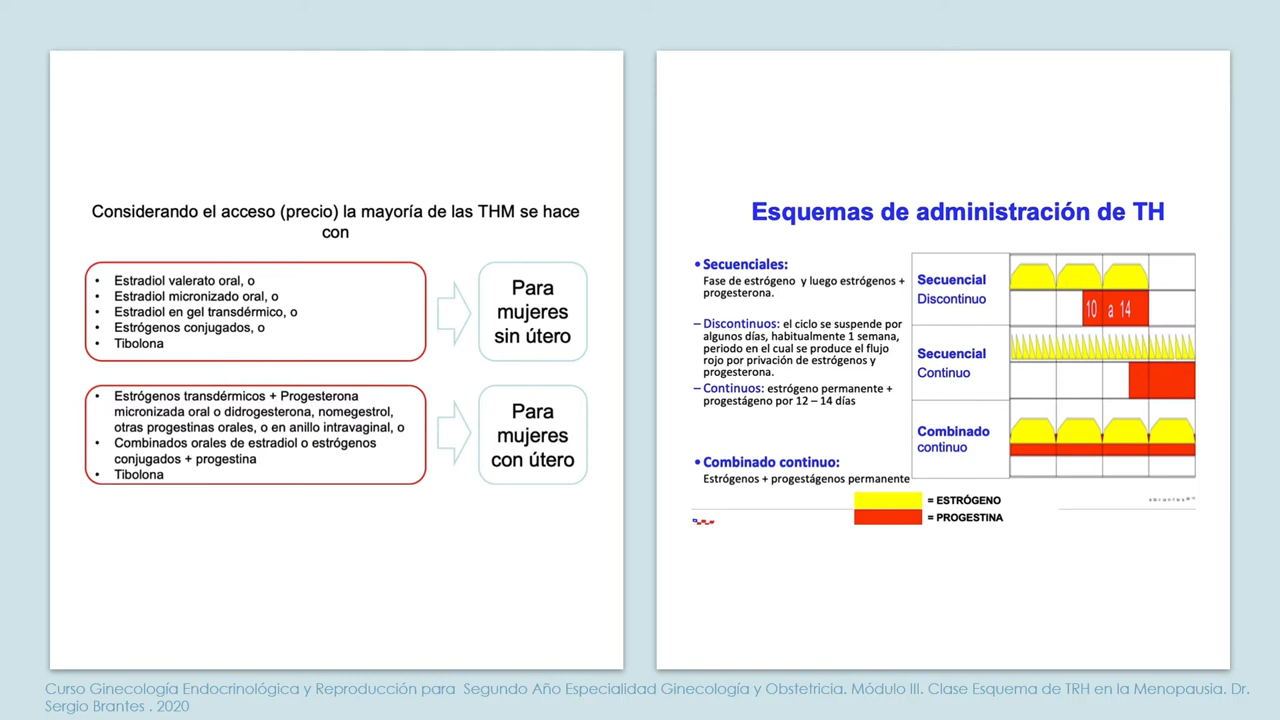 Considerando el acceso (precio) la mayoría de las THM se hace
con
• Estradiol valerato oral, o
• Estradiol micronizado oral, o
• Estradiol en gel transdérmico, o
• Estrógenos conjugados, o
• Tibolona
Para
mujeres
sin útero
• Estrógenos transdérmicos + Progesterona
micronizada oral o didrogesterona, nomegestrol,
otras progestinas orales, o en anillo intravaginal, o
• Combinados orales de estradiol o estrógenos
conjugados + progestina
• Tibolona
Para
mujeres
con útero
Esquemas de administración de TH
• Secuenciales:
Fase de estrógeno y luego estrógenos +
progesterona.
– Discontinuos: el ciclo se suspende por
algunos días, habitualmente 1 semana,
periodo en el cual se produce el flujo
rojo por privación de estrógenos y
progesterona.
– Continuos: estrógeno permanente +
progestágeno por 12 – 14 días
• Combinado continuo:
Estrógenos + progestágenos permanente
Secuencial
Discontinuo
10 a 14
Secuencial
Continuo
Combinado
continuo
= ESTRÓGENO
= PROGESTINA
Curso Ginecología Endocrinológica y Reproducción para Segundo Año Especialidad Ginecología y Obstetricia. Módulo III. Clase Esquema de TRH en la Menopausia. Dr.
Sergio Brantes . 2020